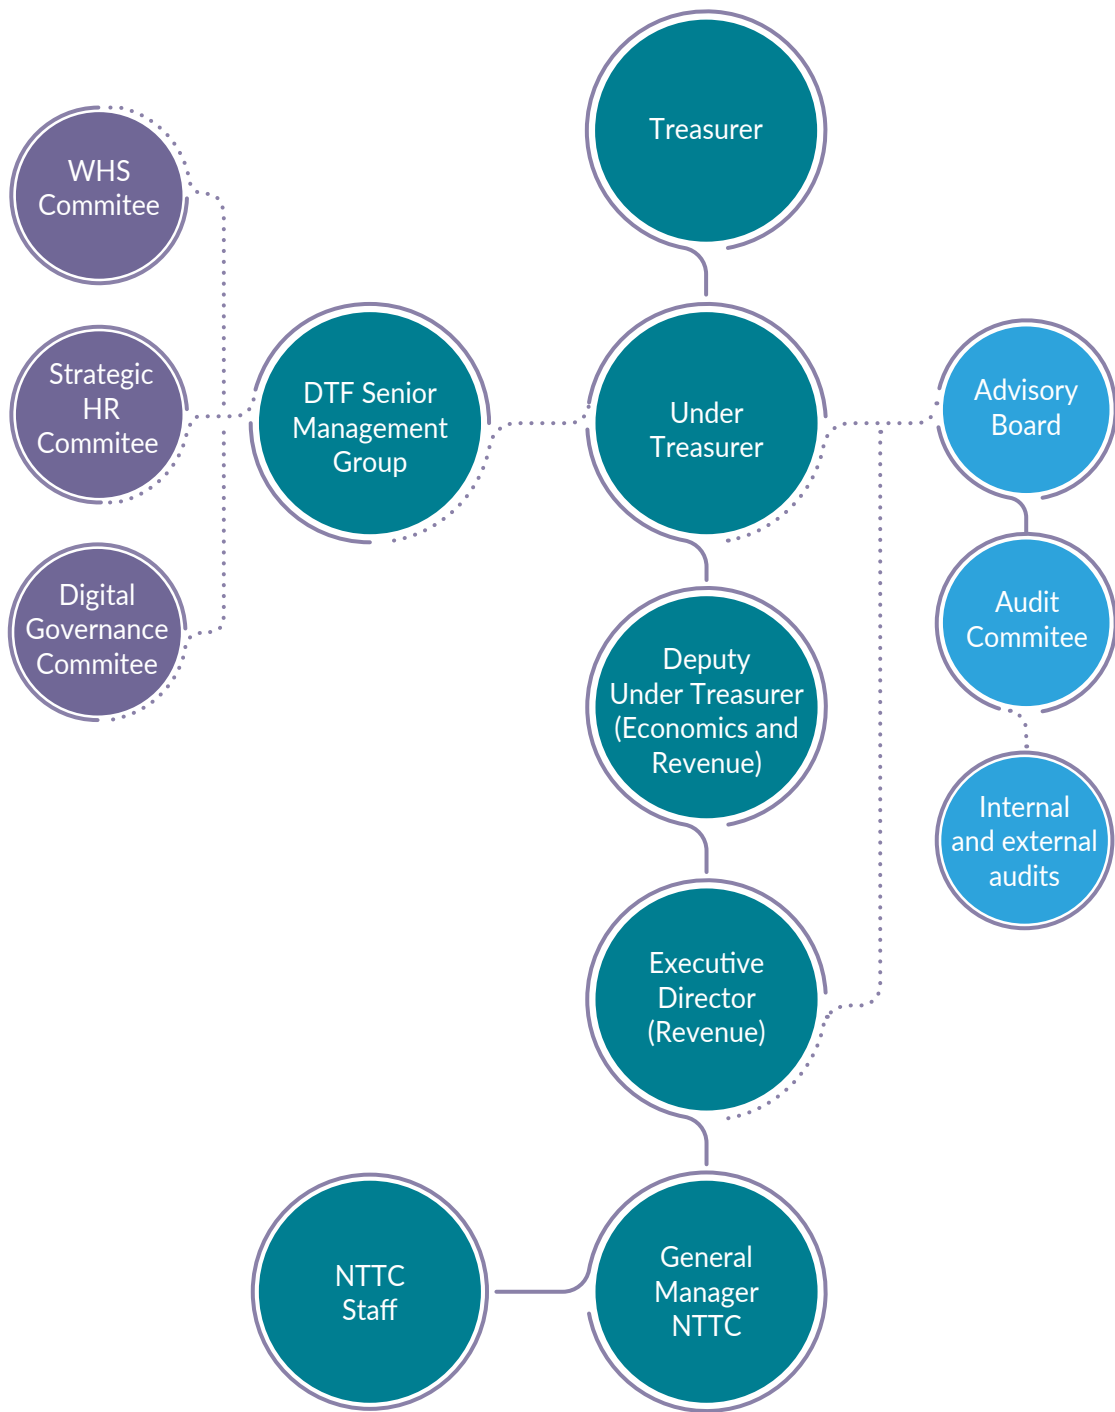 Treasurer
WHS
Commitee
Strategic
HR
Commitee
Digital
Governance
Commitee
DTF Senior
Management
Group
Under
Treasurer
Advisory
Board
Audit
Commitee
Internal
and external
audits
Deputy
Under Treasurer
(Economics and
Revenue)
Executive
Director
(Revenue)
General
Manager
NTTC
NTTC
Staff